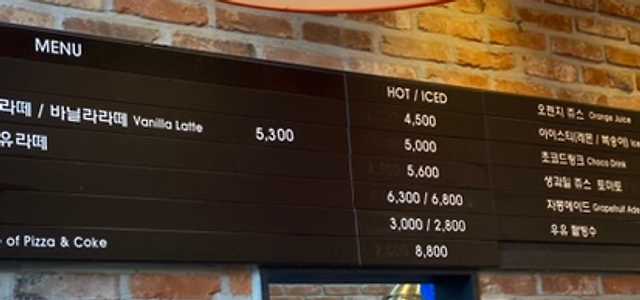 MENU
라떼 / 바닐라라떼 Vanilla Latte 5,300
유라떼
of Pizza & Coke
HOT / ICED
4,500
5,000
5,600
6,300 / 6,800
3,000 / 2,800
8,800
오렌지 쥬스 Orange Juice
아이스티(레몬 / 복숭아) Ice
초코드링크 Choco Drink
생과일 쥬스 토마토
자몽에이드 Grapefruit Ade
우유